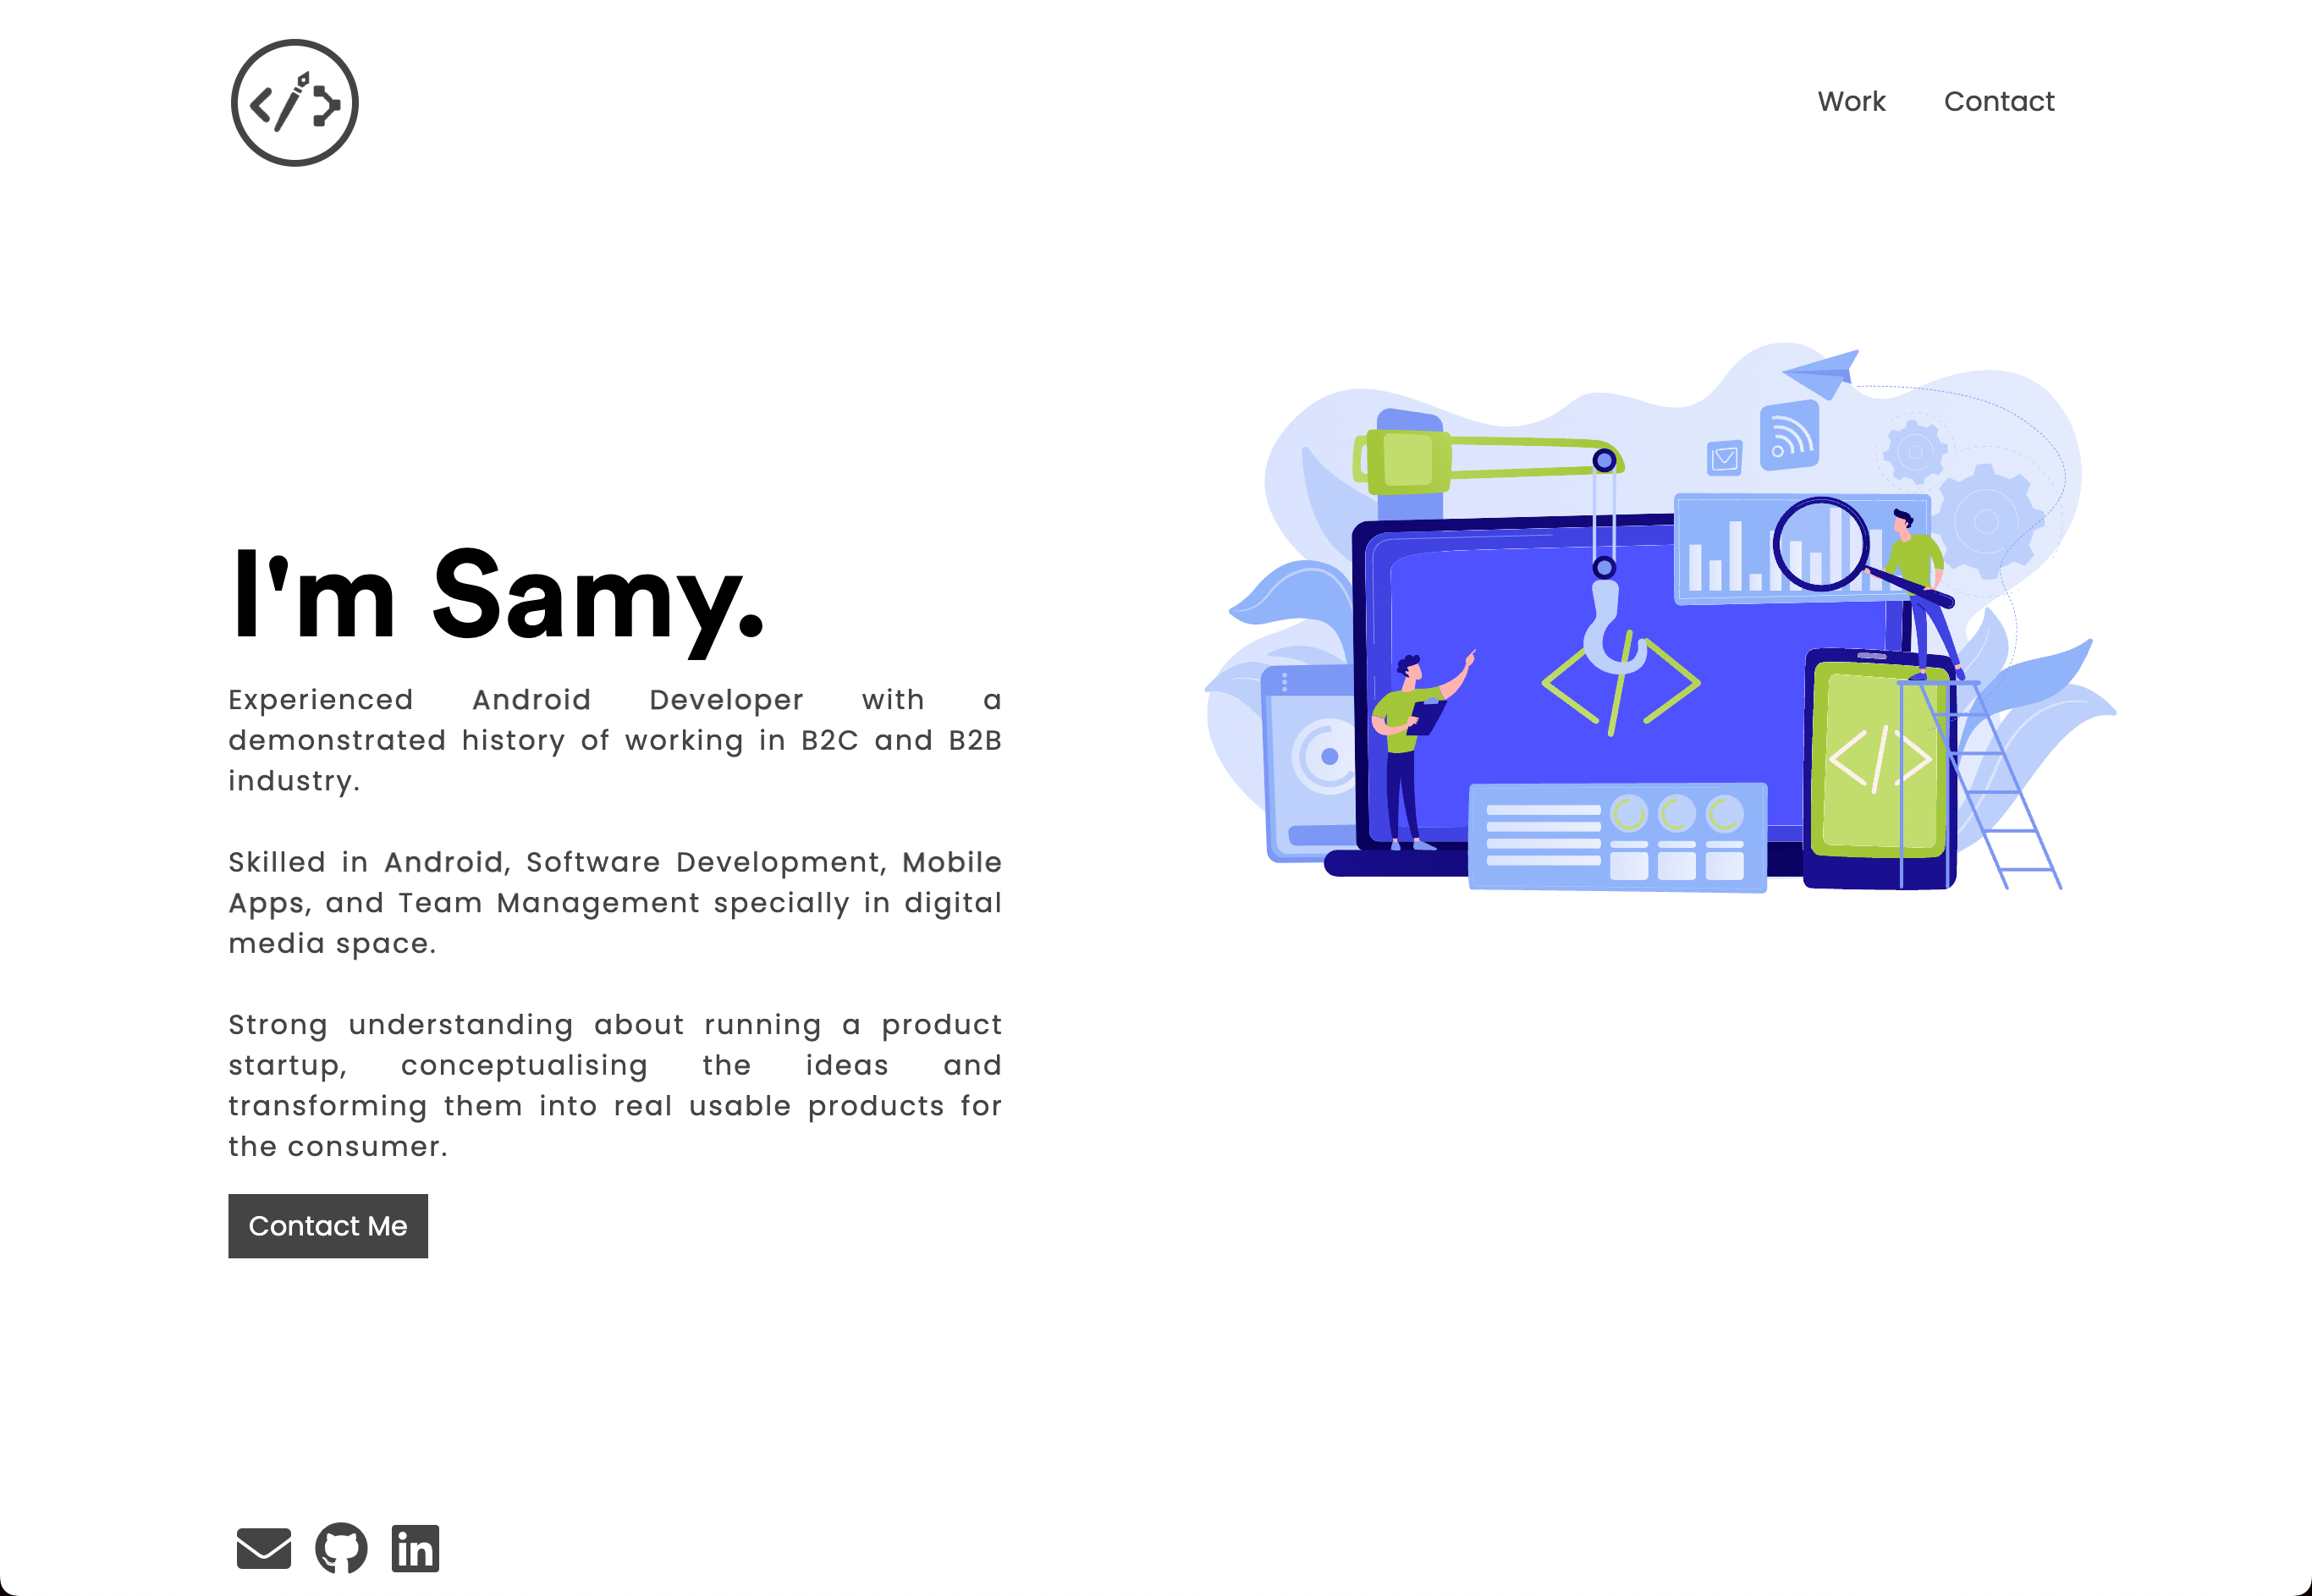 Work Contact
I'm Samy.
Experienced Android Developer with a
demonstrated history of working in B2C and B2B
industry.
Skilled in Android, Software Development, Mobile
Apps, and Team Management specially in digital
media space.
Strong understanding about running a product
startup, conceptualising the ideas and
transforming them into real usable products for
the consumer.
Contact Me